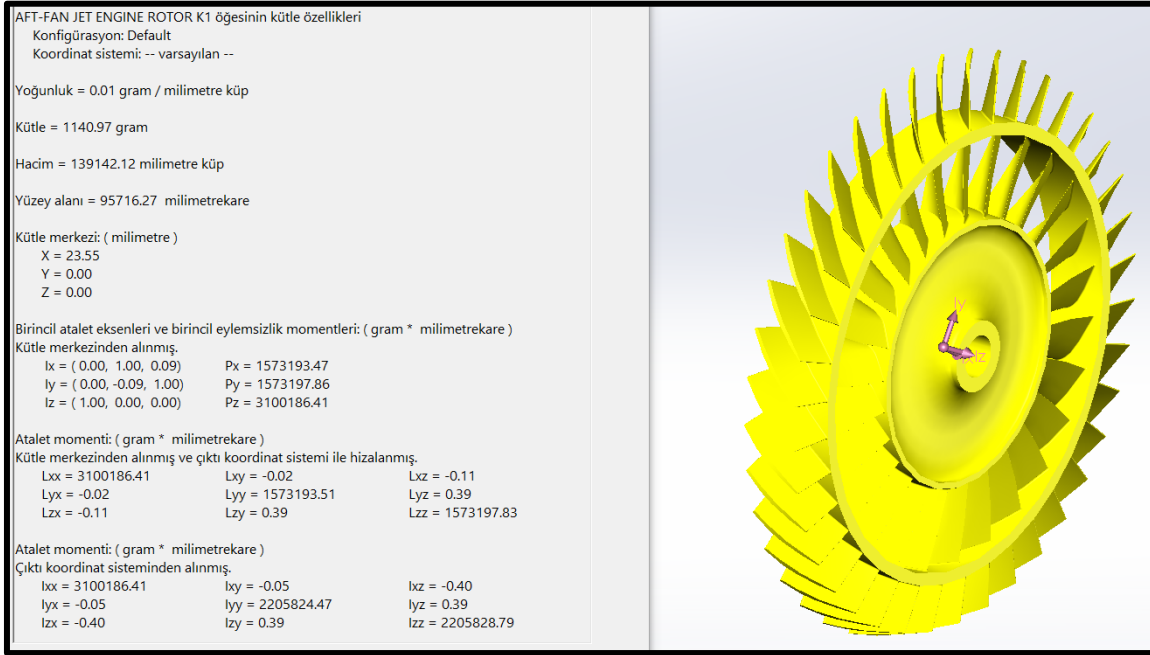 AFT-FAN JET ENGINE ROTOR K1 öğesinin kütle özellikleri
Konfigürasyon: Default
Koordinat sistemi: -- varsayılan --
Yoğunluk = 0.01 gram / milimetre küp
Kütle = 1140.97 gram
Hacim = 139142.12 milimetre küp
Yüzey alanı = 95716.27 milimetrekare
Kütle merkezi: ( milimetre )
X = 23.55
Y = 0.00
Z = 0.00
Birincil atalet eksenleri ve birincil eylemsizlik momentleri: ( gram * milimetrekare )
Kütle merkezinden alınmış.
Ix = ( 0.00, 1.00, 0.09) Px = 1573193.47
Iy = ( 0.00, -0.09, 1.00) Py = 1573197.86
Iz = ( 1.00, 0.00, 0.00) Pz = 3100186.41
Atalet momenti: ( gram * milimetrekare )
Kütle merkezinden alınmış ve çıktı koordinat sistemi ile hizalanmış.
Lxx = 3100186.41 Lxy = -0.02 Lxz = -0.11
Lyx = -0.02 Lyy = 1573193.51 Lyz = 0.39
Lzx = -0.11 Lzy = 0.39 Lzz = 1573197.83
Atalet momenti: ( gram * milimetrekare )
Çıktı koordinat sisteminden alınmış.
Ixx = 3100186.41 Ixy = -0.05 Ixz = -0.40
Iyx = -0.05 Iyy = 2205824.47 Iyz = 0.39
Izx = -0.40 Izy = 0.39 Izz = 2205828.79
Iy
Iz